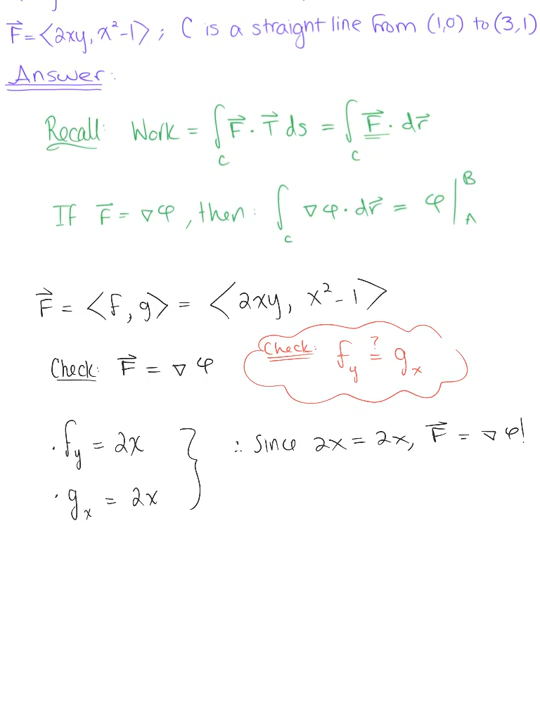 F⃗ = ⟨2xy, x²-1⟩ ; C is a straight line from (1,0) to (3,1)
Answer:
Recall: Work = ∫_C F⃗ · T⃗ ds = ∫_C F⃗ · dr⃗
If F⃗ = ∇φ, then: ∫_C ∇φ · dr⃗ = φ|_A^B
F⃗ = ⟨f, g⟩ = ⟨2xy, x²-1⟩
Check: F⃗ = ∇φ
Check: f_y ≟ g_x
· f_y = 2x
· g_x = 2x
∴ Since 2x = 2x, F⃗ = ∇φ!